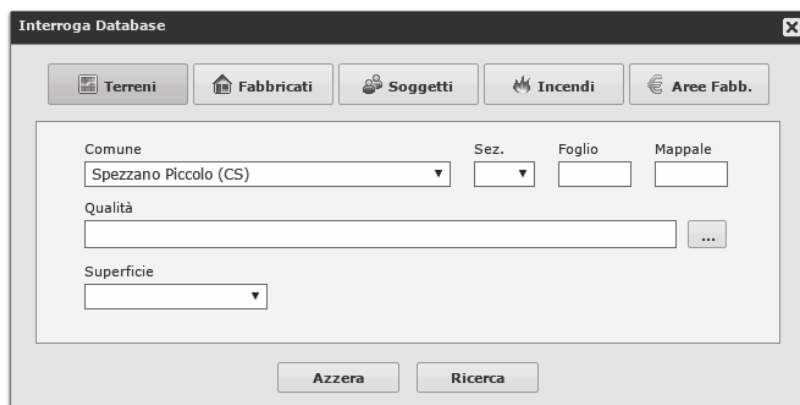 Interroga Database
Terreni Fabbricati Soggetti Incendi Aree Fabb.
Comune Sez. Foglio Mappale
Spezzano Piccolo (CS)
Qualità
...
Superficie
Azzera Ricerca